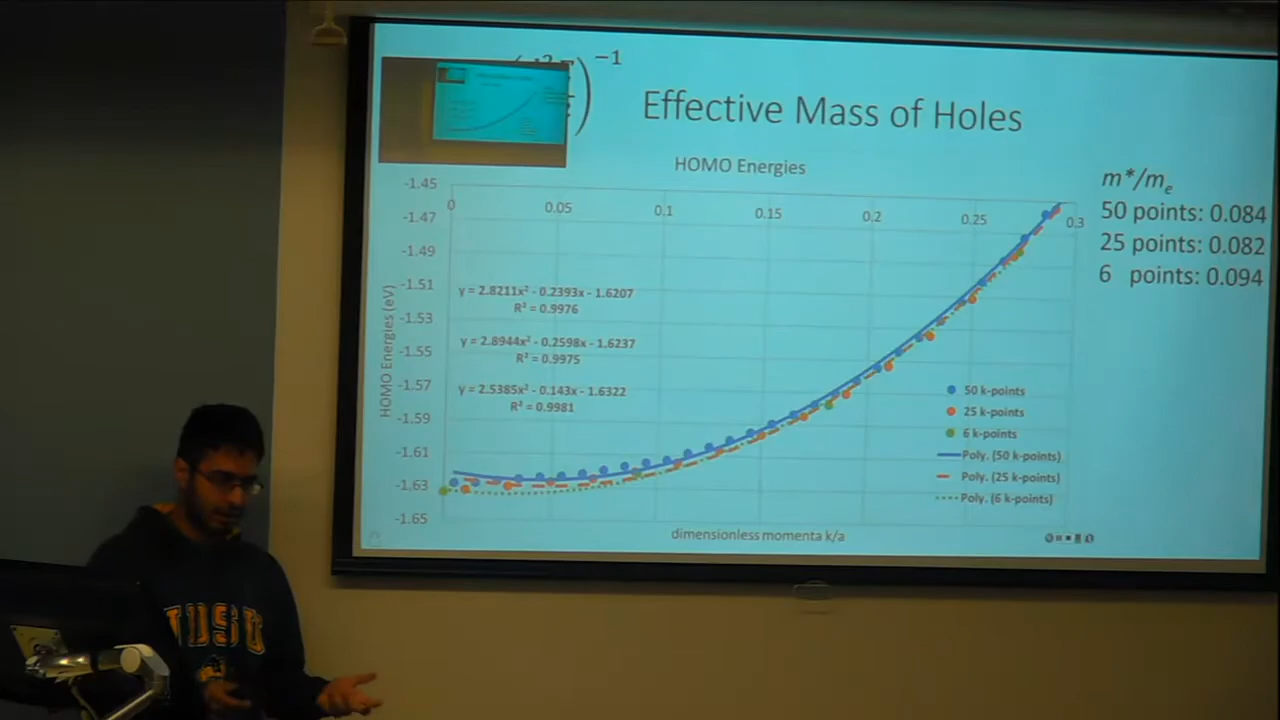 )⁻¹
Effective Mass of Holes
HOMO Energies
m*/mₑ
50 points: 0.084
25 points: 0.082
6 points: 0.094
-1.45
-1.47
-1.49
-1.51
-1.53
-1.55
-1.57
-1.59
-1.61
-1.63
-1.65
0
0.05
0.1
0.15
0.2
0.25
0.3
HOMO Energies (eV)
y = 2.8211x² - 0.2393x - 1.6207
R² = 0.9976
y = 2.8944x² - 0.2598x - 1.6237
R² = 0.9975
y = 2.5385x² - 0.143x - 1.6322
R² = 0.9981
50 k-points
25 k-points
6 k-points
Poly. (50 k-points)
Poly. (25 k-points)
Poly. (6 k-points)
dimensionless momenta k/a